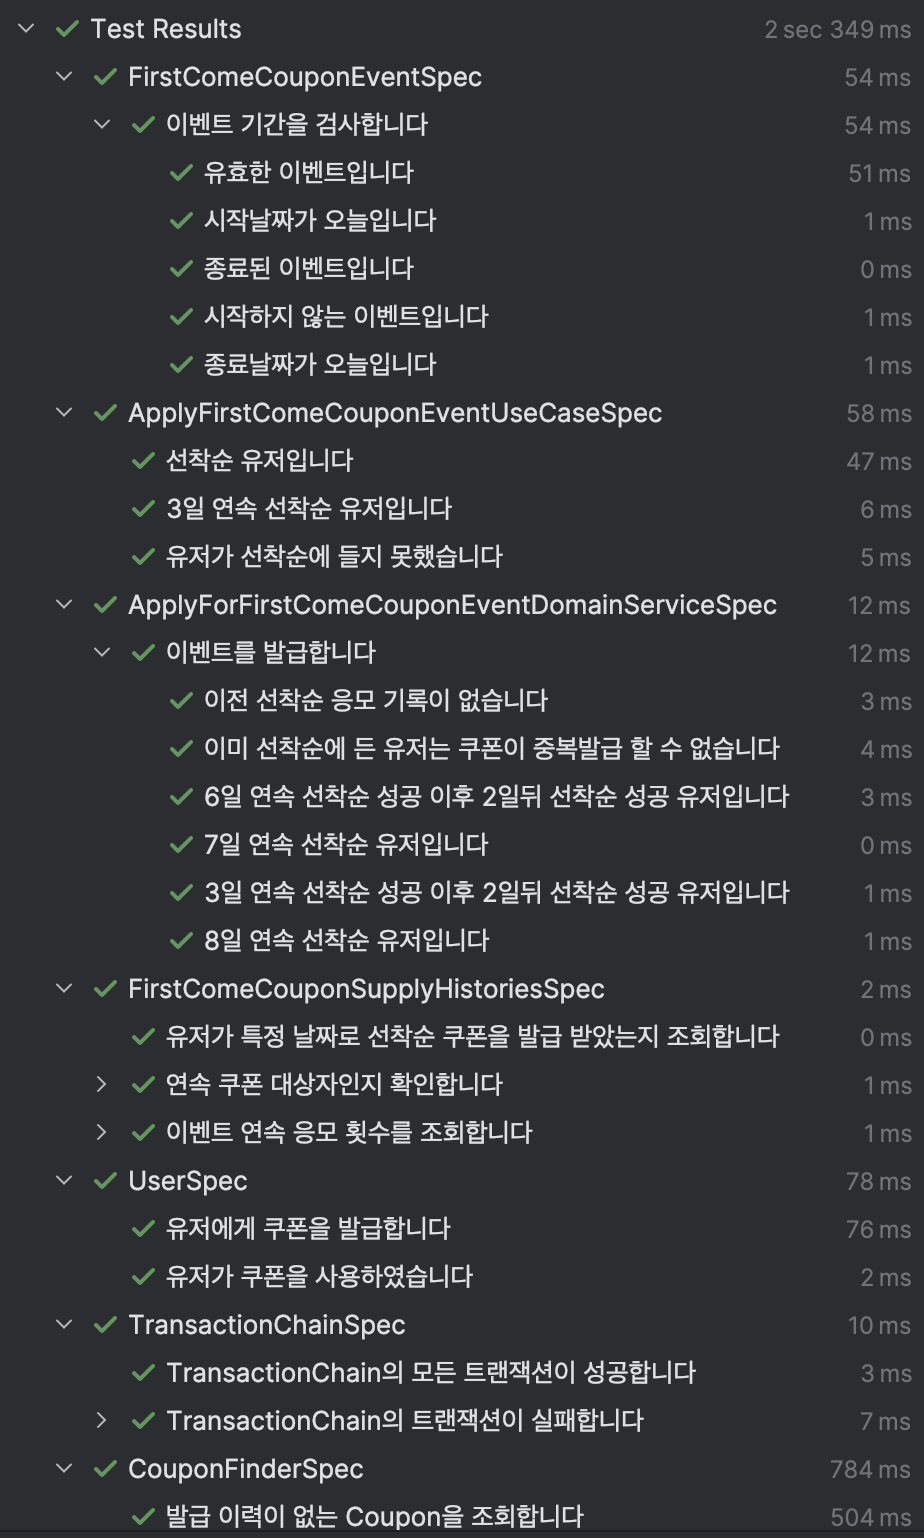 Test Results 2 sec 349 ms
FirstComeCouponEventSpec 54 ms
이벤트 기간을 검사합니다 54 ms
유효한 이벤트입니다 51 ms
시작날짜가 오늘입니다 1 ms
종료된 이벤트입니다 0 ms
시작하지 않는 이벤트입니다 1 ms
종료날짜가 오늘입니다 1 ms
ApplyFirstComeCouponEventUseCaseSpec 58 ms
선착순 유저입니다 47 ms
3일 연속 선착순 유저입니다 6 ms
유저가 선착순에 들지 못했습니다 5 ms
ApplyForFirstComeCouponEventDomainServiceSpec 12 ms
이벤트를 발급합니다 12 ms
이전 선착순 응모 기록이 없습니다 3 ms
이미 선착순에 든 유저는 쿠폰이 중복발급 할 수 없습니다 4 ms
6일 연속 선착순 성공 이후 2일뒤 선착순 성공 유저입니다 3 ms
7일 연속 선착순 유저입니다 0 ms
3일 연속 선착순 성공 이후 2일뒤 선착순 성공 유저입니다 1 ms
8일 연속 선착순 유저입니다 1 ms
FirstComeCouponSupplyHistoriesSpec 2 ms
유저가 특정 날짜로 선착순 쿠폰을 발급 받았는지 조회합니다 0 ms
연속 쿠폰 대상자인지 확인합니다 1 ms
이벤트 연속 응모 횟수를 조회합니다 1 ms
UserSpec 78 ms
유저에게 쿠폰을 발급합니다 76 ms
유저가 쿠폰을 사용하였습니다 2 ms
TransactionChainSpec 10 ms
TransactionChain의 모든 트랜잭션이 성공합니다 3 ms
TransactionChain의 트랜잭션이 실패합니다 7 ms
CouponFinderSpec 784 ms
발급 이력이 없는 Coupon을 조회합니다 504 ms